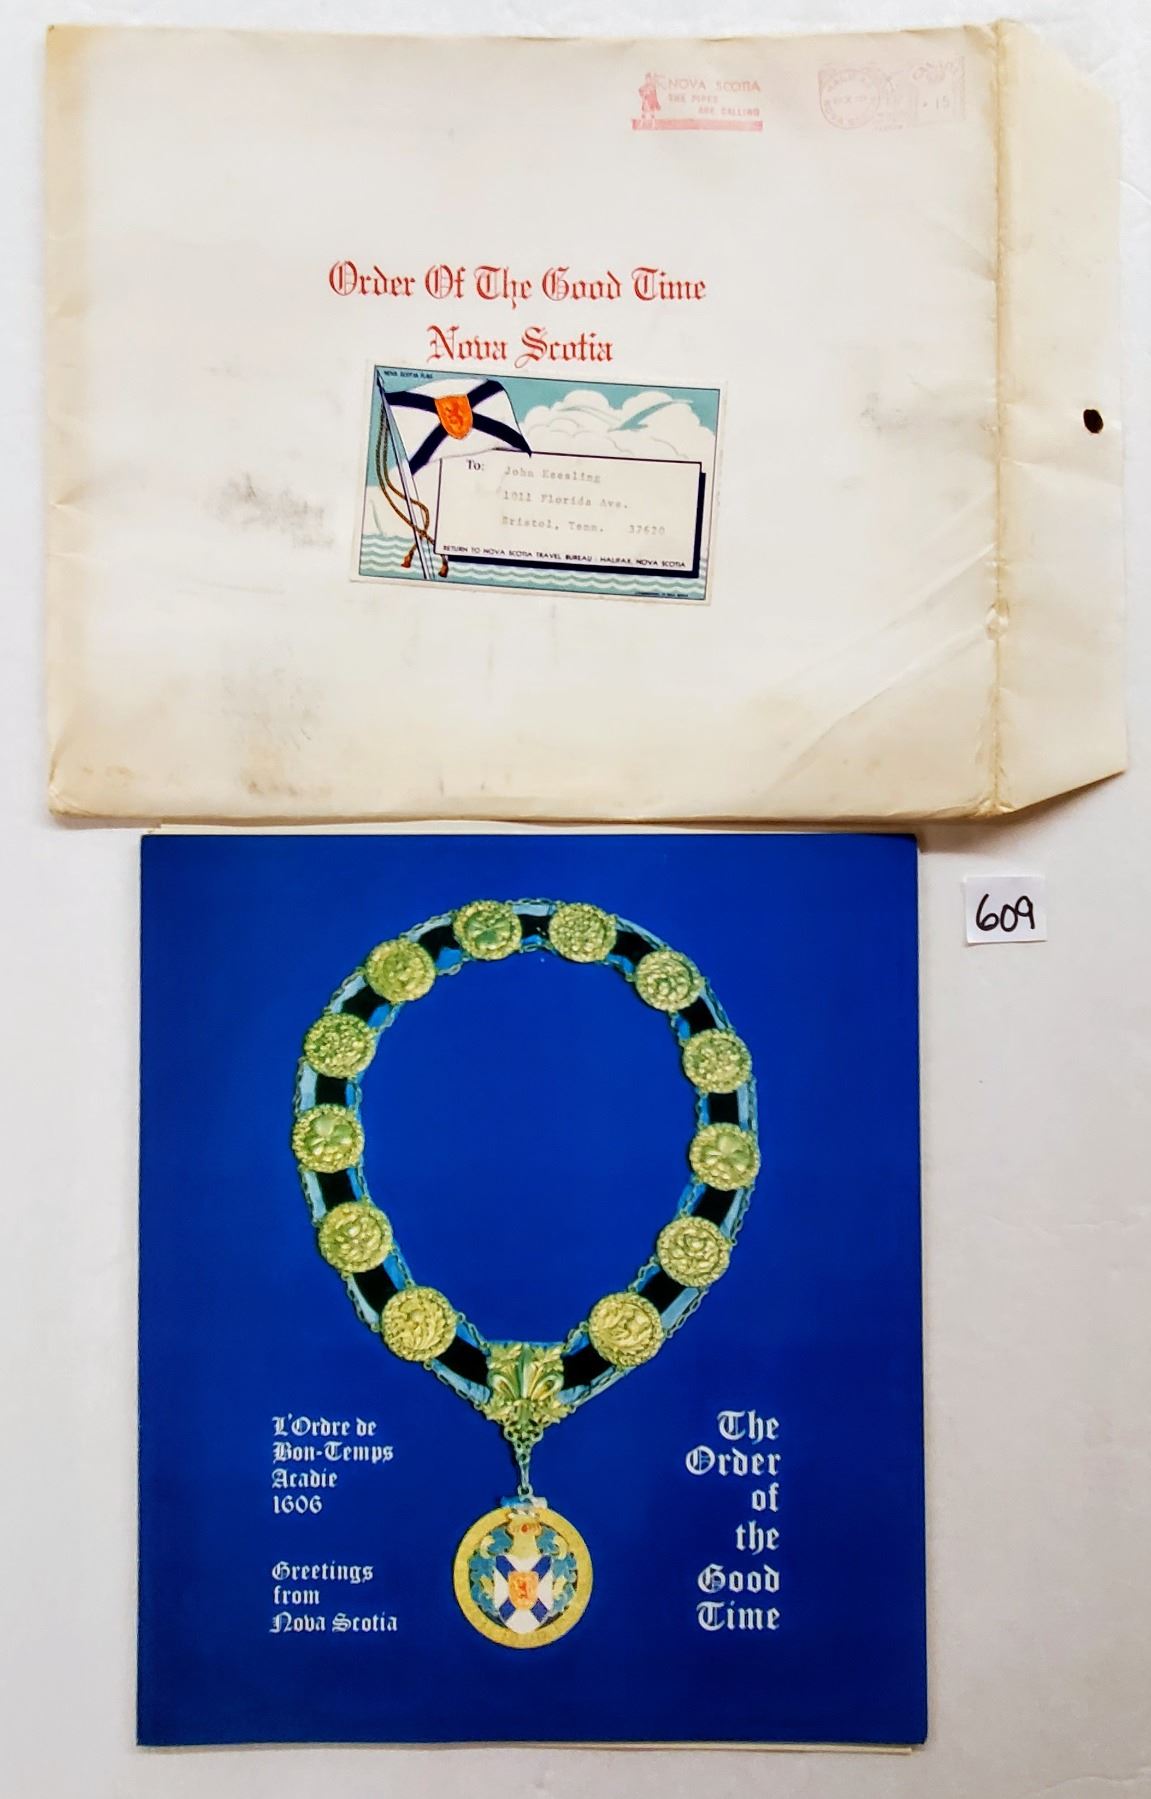 NOVA SCOTIA
THE PIPES
ARE CALLING
15
Order Of The Good Time
Nova Scotia
NOVA SCOTIA FLAG
To: John Keesling
1011 Florida Ave.
Bristol, Tenn. 37620
RETURN TO NOVA SCOTIA TRAVEL BUREAU - HALIFAX, NOVA SCOTIA
609
L'Ordre de
Bon-Temps
Acadie
1606
Greetings
from
Nova Scotia
The
Order
of
the
Good
Time